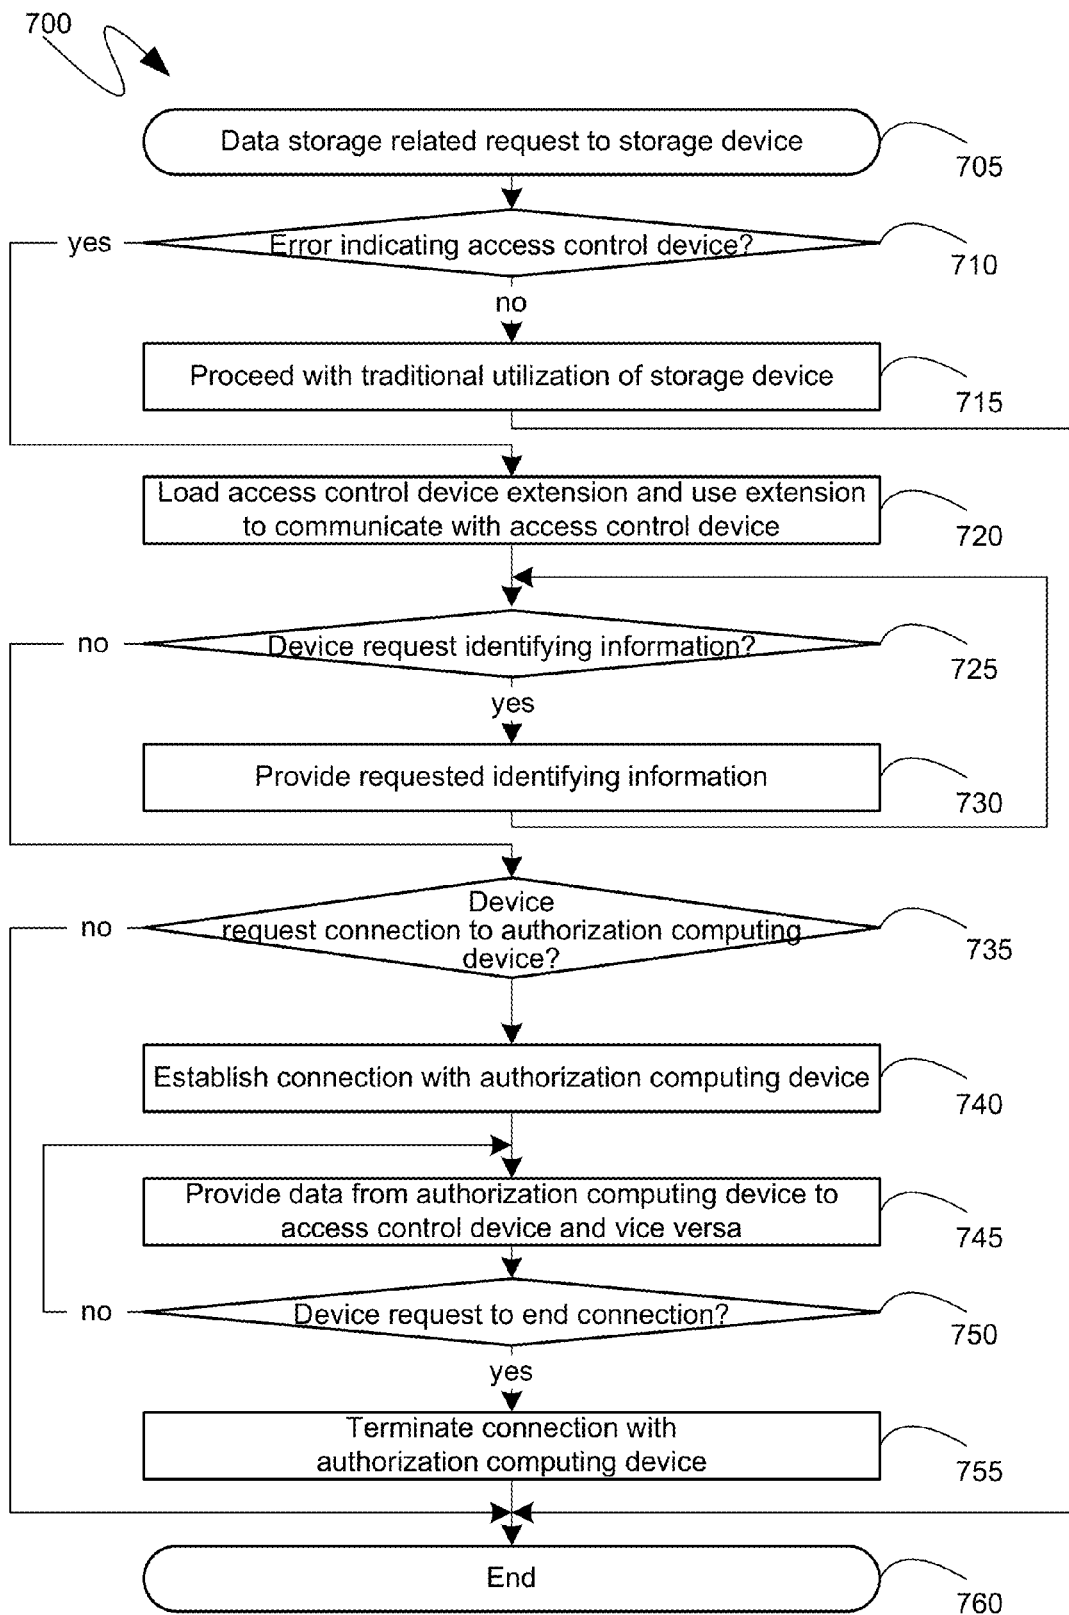 700
Data storage related request to storage device
705
yes
Error indicating access control device?
710
no
Proceed with traditional utilization of storage device
715
Load access control device extension and use extension
to communicate with access control device
720
no
Device request identifying information?
725
yes
Provide requested identifying information
730
no
Device
request connection to authorization computing
device?
735
Establish connection with authorization computing device
740
Provide data from authorization computing device to
access control device and vice versa
745
no
Device request to end connection?
750
yes
Terminate connection with
authorization computing device
755
End
760